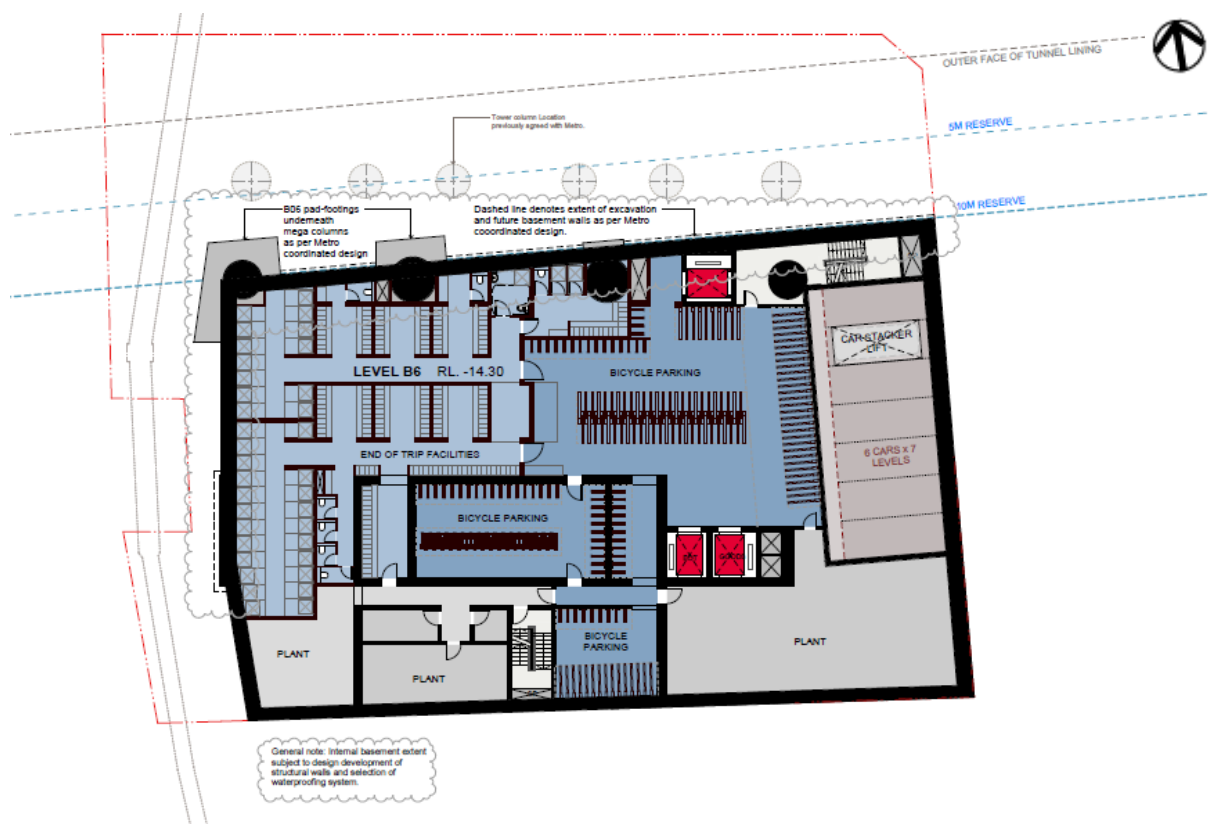 OUTER FACE OF TUNNEL LINING
5M RESERVE
Tower column Location
previously agreed with Metro.
10M RESERVE
B05 pad-footings
underneath
mega columns
as per Metro
coordinated design
Dashed line denotes extent of excavation
and future basement walls as per Metro
cooordinated design.
CAR STACKER
LIFT
LEVEL B6 RL. -14.30
BICYCLE PARKING
END OF TRIP FACILITIES
6 CARS x 7
LEVELS
BICYCLE PARKING
GOODS
BICYCLE
PARKING
PLANT
PLANT
PLANT
General note: Internal basement extent
subject to design development of
structural walls and selection of
waterproofing system.